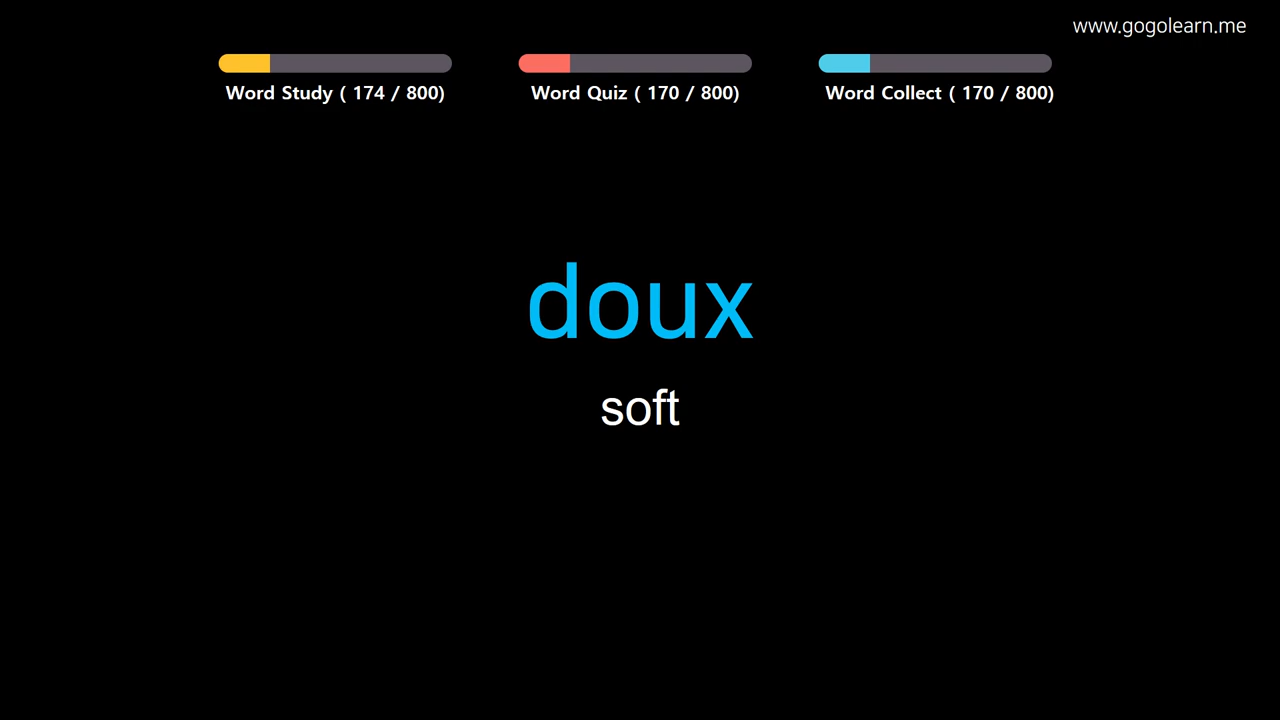 www.gogolearn.me
Word Study ( 174 / 800)
Word Quiz ( 170 / 800)
Word Collect ( 170 / 800)
doux
soft